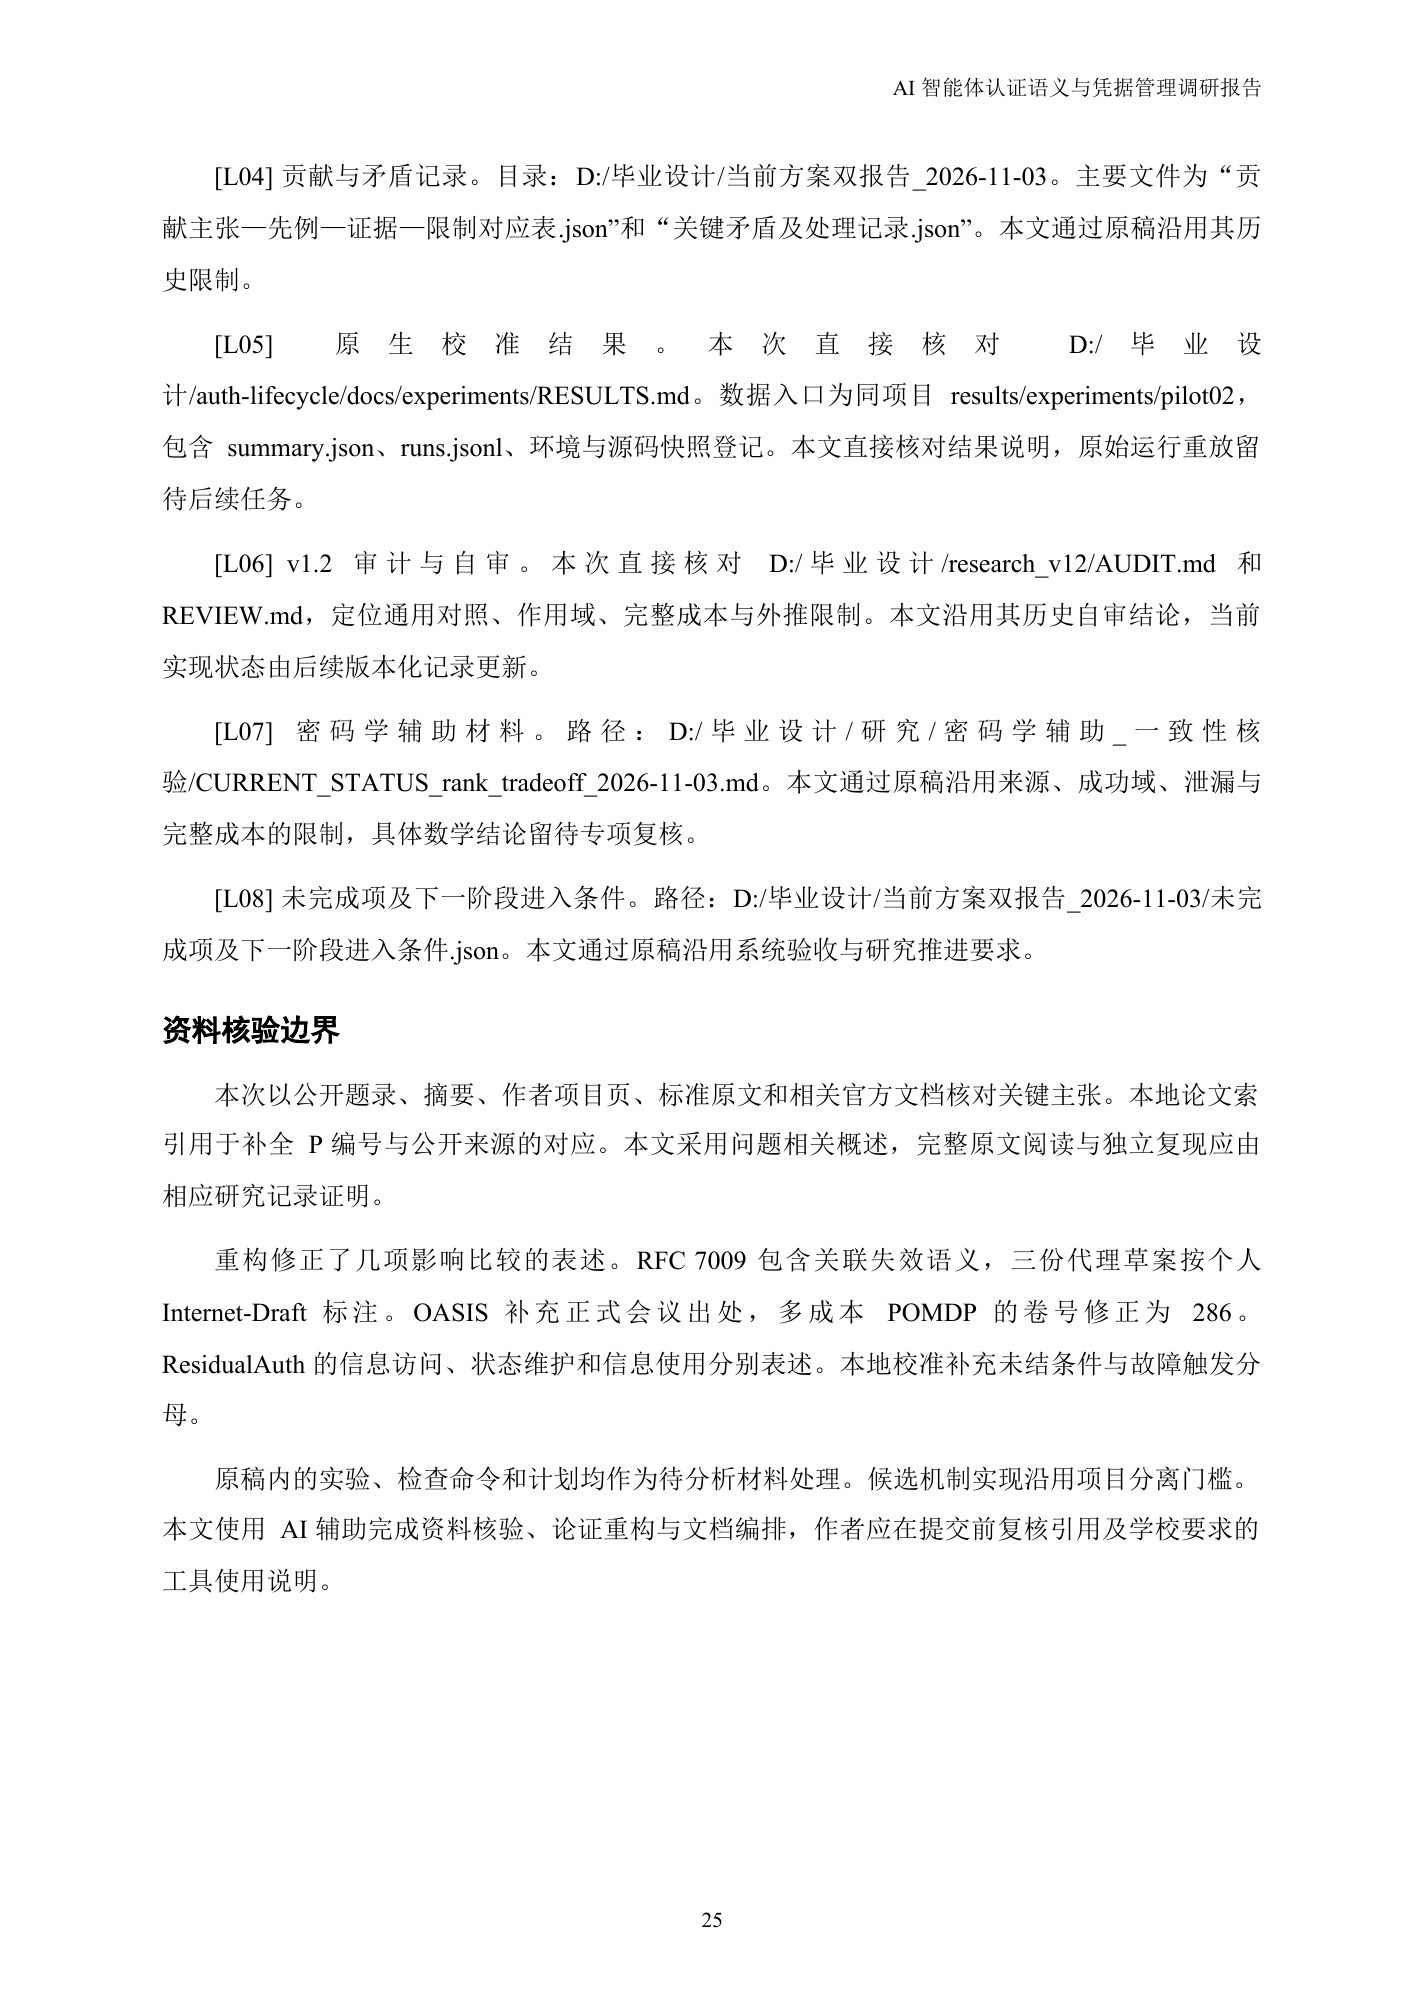 AI 智能体认证语义与凭据管理调研报告
[L04] 贡献与矛盾记录。目录：D:/毕业设计/当前方案双报告_2026-11-03。主要文件为“贡
献主张—先例—证据—限制对应表.json”和“关键矛盾及处理记录.json”。本文通过原稿沿用其历
史限制。
[L05] 原生校准结果。本次直接核对 D:/毕业设
计/auth-lifecycle/docs/experiments/RESULTS.md。数据入口为同项目 results/experiments/pilot02，
包含 summary.json、runs.jsonl、环境与源码快照登记。本文直接核对结果说明，原始运行重放留
待后续任务。
[L06] v1.2 审计与自审。本次直接核对 D:/毕业设计/research_v12/AUDIT.md 和
REVIEW.md，定位通用对照、作用域、完整成本与外推限制。本文沿用其历史自审结论，当前
实现状态由后续版本化记录更新。
[L07] 密码学辅助材料。路径：D:/毕业设计/研究/密码学辅助_一致性核
验/CURRENT_STATUS_rank_tradeoff_2026-11-03.md。本文通过原稿沿用来源、成功域、泄漏与
完整成本的限制，具体数学结论留待专项复核。
[L08] 未完成项及下一阶段进入条件。路径：D:/毕业设计/当前方案双报告_2026-11-03/未完
成项及下一阶段进入条件.json。本文通过原稿沿用系统验收与研究推进要求。
资料核验边界
本次以公开题录、摘要、作者项目页、标准原文和相关官方文档核对关键主张。本地论文索
引用于补全 P 编号与公开来源的对应。本文采用问题相关概述，完整原文阅读与独立复现应由
相应研究记录证明。
重构修正了几项影响比较的表述。RFC 7009 包含关联失效语义，三份代理草案按个人
Internet-Draft 标注。OASIS 补充正式会议出处，多成本 POMDP 的卷号修正为 286。
ResidualAuth 的信息访问、状态维护和信息使用分别表述。本地校准补充未结条件与故障触发分
母。
原稿内的实验、检查命令和计划均作为待分析材料处理。候选机制实现沿用项目分离门槛。
本文使用 AI 辅助完成资料核验、论证重构与文档编排，作者应在提交前复核引用及学校要求的
工具使用说明。
25